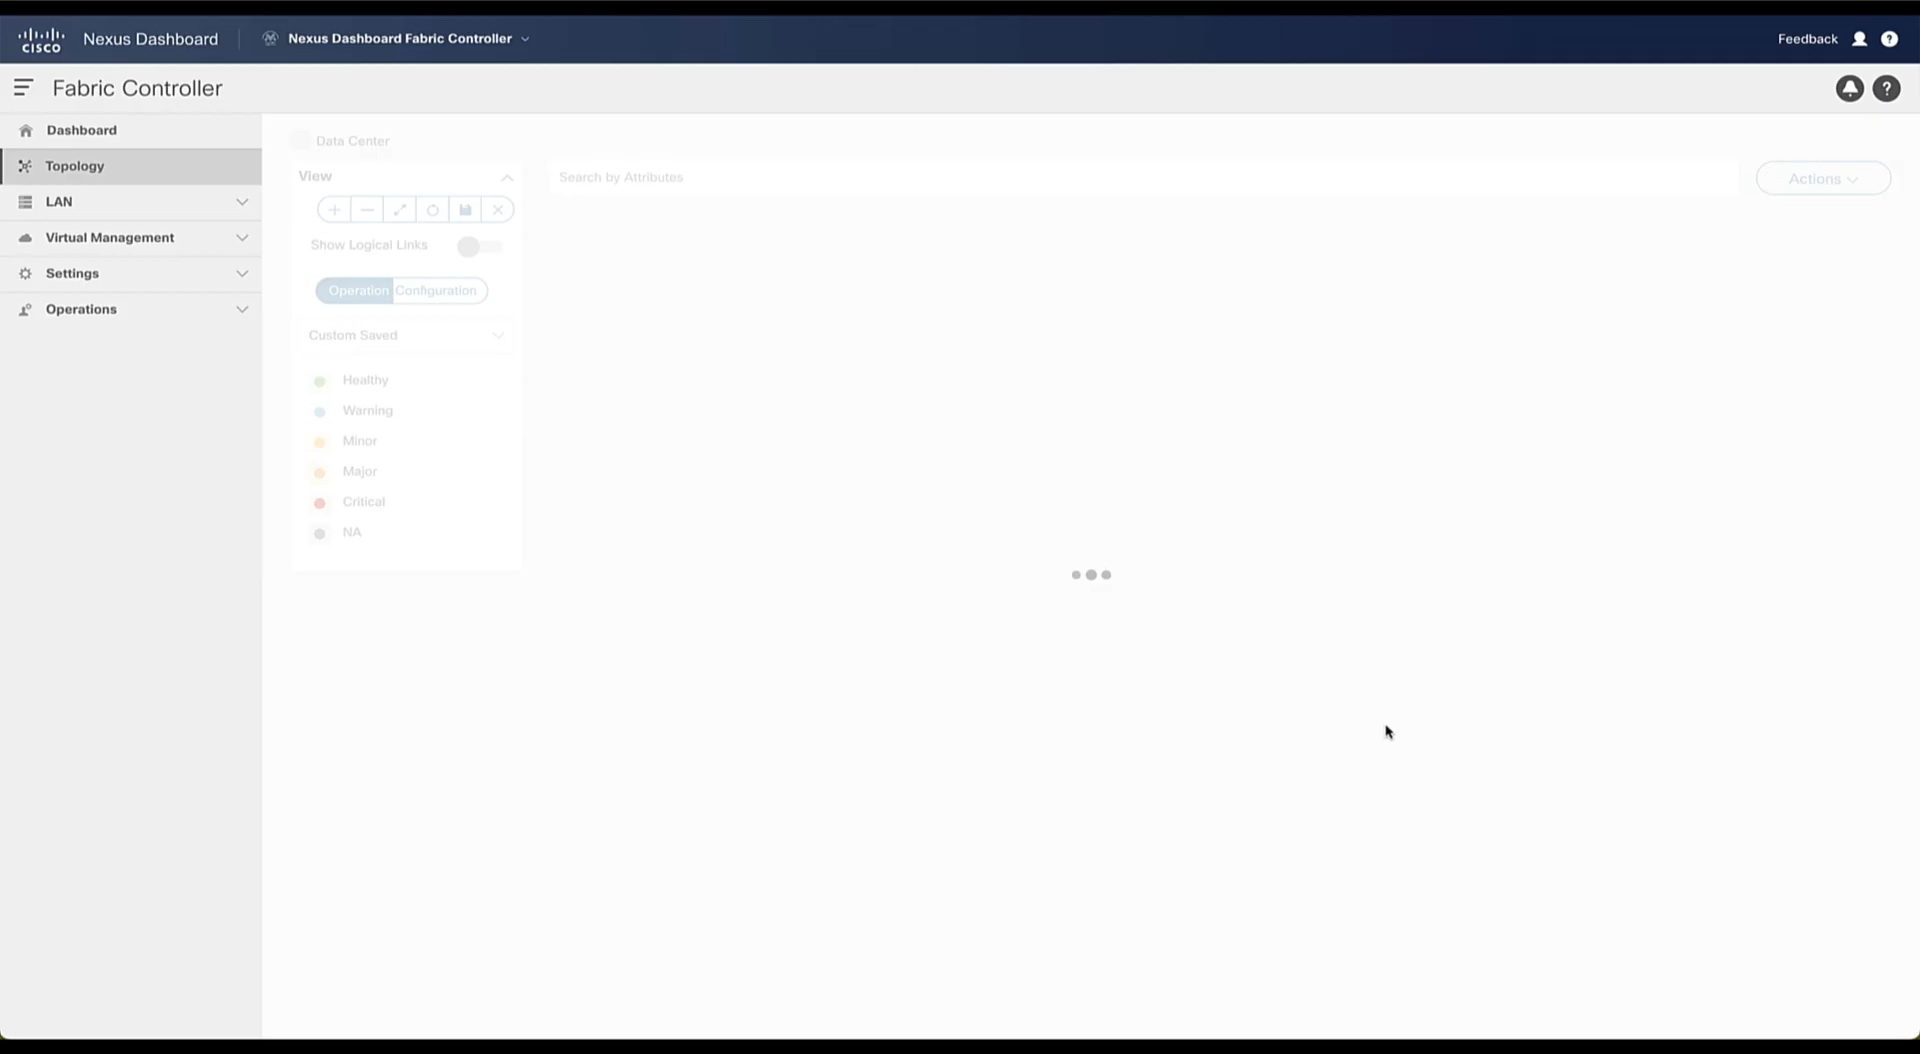 CISCO Nexus Dashboard Nexus Dashboard Fabric Controller Feedback ?
Fabric Controller ?
Dashboard
Topology
LAN
Virtual Management
Settings
Operations
Data Center
View
Search by Attributes
Actions
Show Logical Links
Operation Configuration
Custom Saved
Healthy
Warning
Minor
Major
Critical
NA